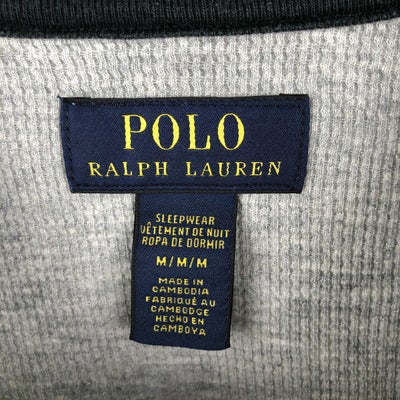 POLO
RALPH LAUREN
SLEEPWEAR
VÊTEMENT DE NUIT
ROPA DE DORMIR
M/M/M
MADE IN
CAMBODIA
FABRIQUÉ AU
CAMBODGE
HECHO EN
CAMBOYA